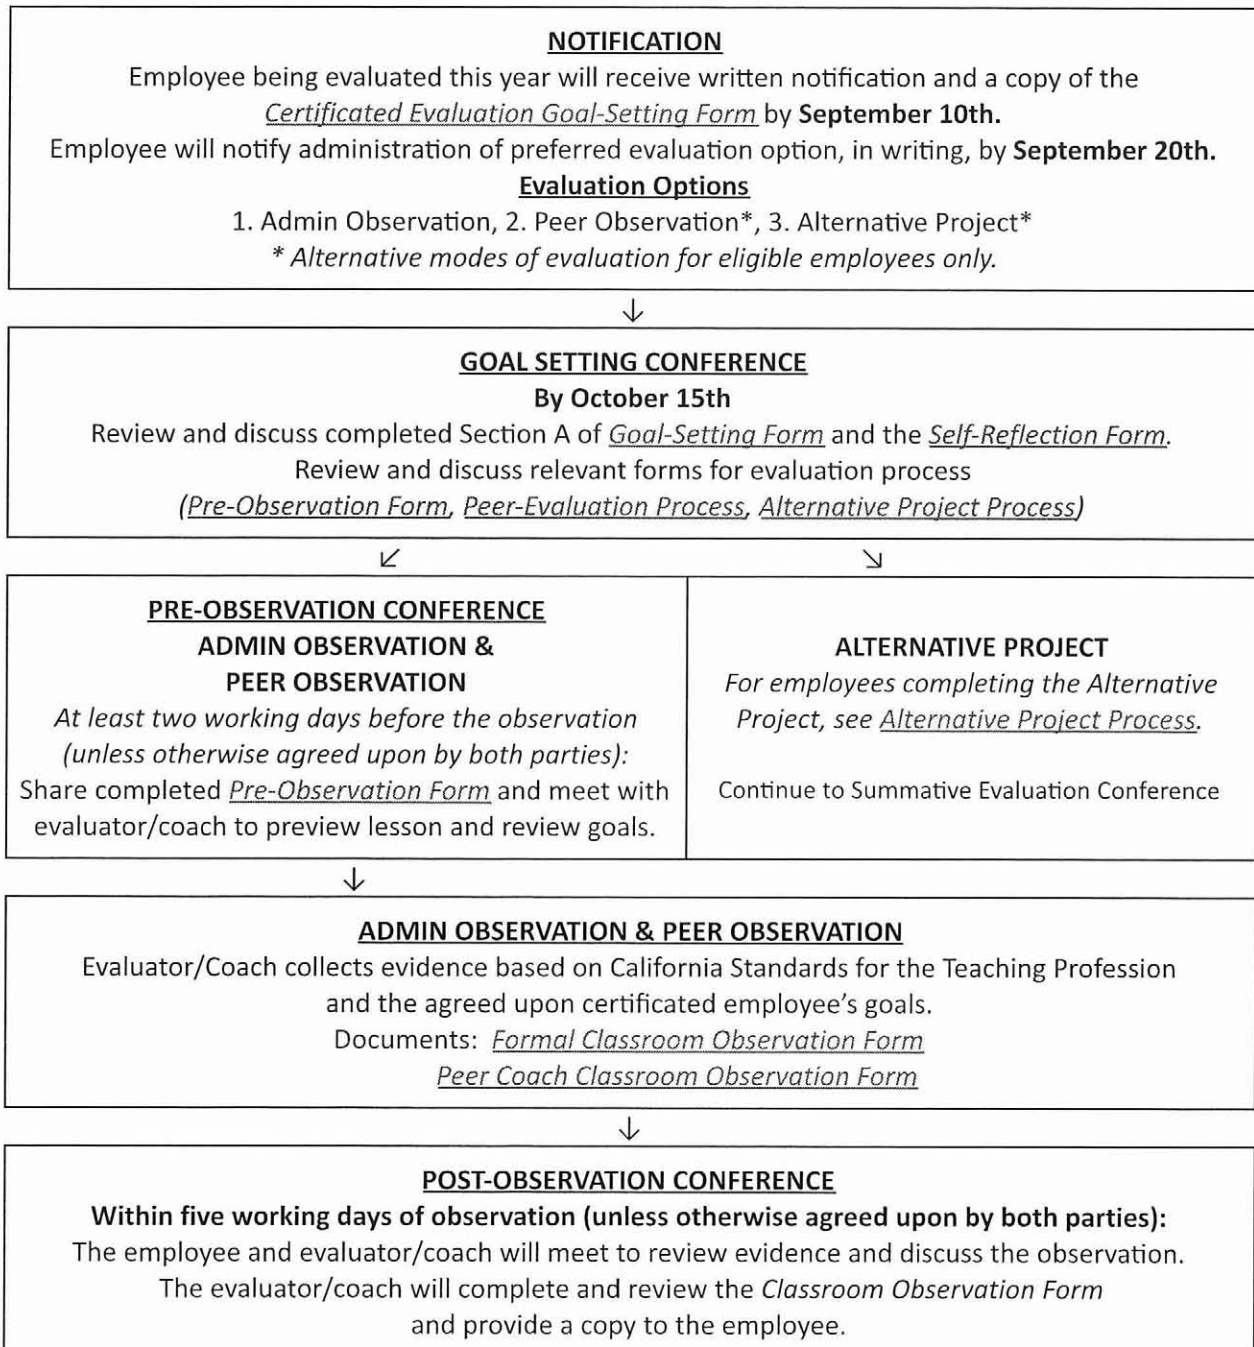 NOTIFICATION
Employee being evaluated this year will receive written notification and a copy of the
Certificated Evaluation Goal-Setting Form by September 10th.
Employee will notify administration of preferred evaluation option, in writing, by September 20th.
Evaluation Options
1. Admin Observation, 2. Peer Observation*, 3. Alternative Project*
* Alternative modes of evaluation for eligible employees only.
↓
GOAL SETTING CONFERENCE
By October 15th
Review and discuss completed Section A of Goal-Setting Form and the Self-Reflection Form.
Review and discuss relevant forms for evaluation process
(Pre-Observation Form, Peer-Evaluation Process, Alternative Project Process)
↙ ↘
PRE-OBSERVATION CONFERENCE
ADMIN OBSERVATION &
PEER OBSERVATION
At least two working days before the observation
(unless otherwise agreed upon by both parties):
Share completed Pre-Observation Form and meet with
evaluator/coach to preview lesson and review goals.
ALTERNATIVE PROJECT
For employees completing the Alternative
Project, see Alternative Project Process.
Continue to Summative Evaluation Conference
↓
ADMIN OBSERVATION & PEER OBSERVATION
Evaluator/Coach collects evidence based on California Standards for the Teaching Profession
and the agreed upon certificated employee's goals.
Documents: Formal Classroom Observation Form
Peer Coach Classroom Observation Form
↓
POST-OBSERVATION CONFERENCE
Within five working days of observation (unless otherwise agreed upon by both parties):
The employee and evaluator/coach will meet to review evidence and discuss the observation.
The evaluator/coach will complete and review the Classroom Observation Form
and provide a copy to the employee.